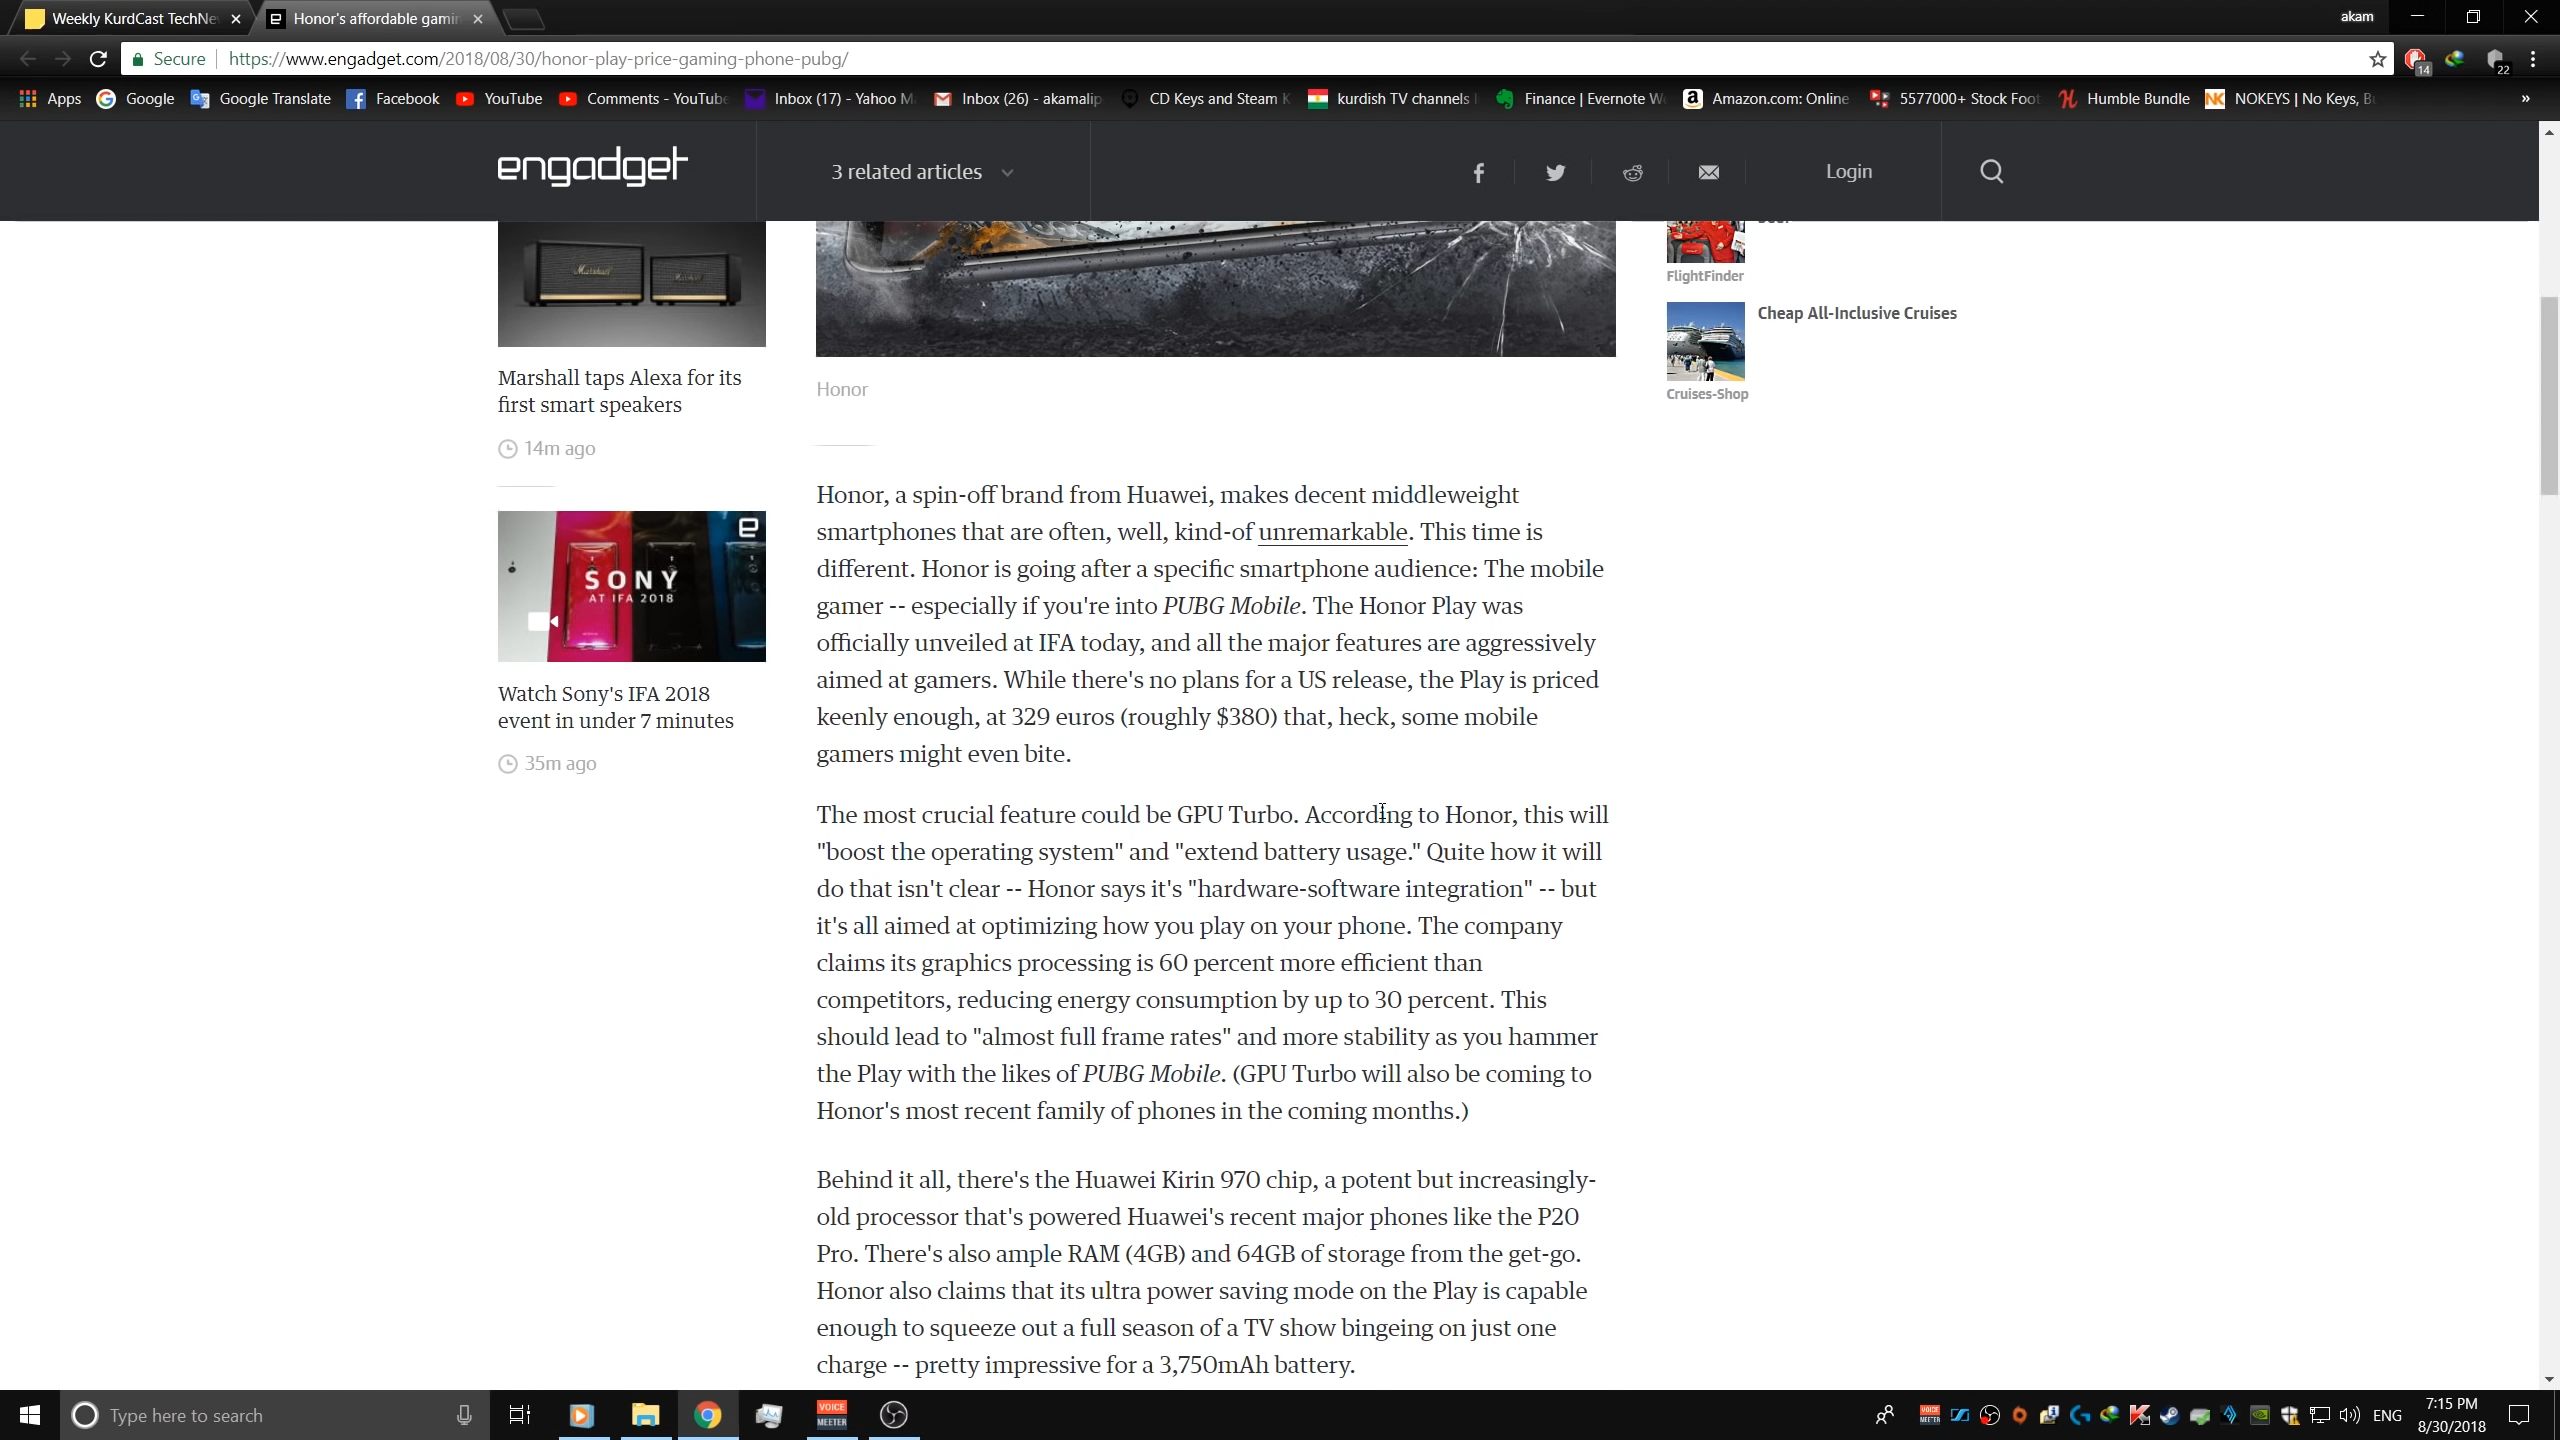 Weekly KurdCast TechNe
Honor's affordable gami
akam
Secure
https://www.engadget.com/2018/08/30/honor-play-price-gaming-phone-pubg/
14
22
Apps
Google
Google Translate
Facebook
YouTube
Comments - YouTube
Inbox (17) - Yahoo M
Inbox (26) - akamalip
CD Keys and Steam K
kurdish TV channels
Finance | Evernote W
Amazon.com: Online
5577000+ Stock Foot
Humble Bundle
NOKEYS | No Keys, B
»
engadget
3 related articles
Login
Marshall
Marshall taps Alexa for its
first smart speakers
14m ago
SONY
AT IFA 2018
Watch Sony's IFA 2018
event in under 7 minutes
35m ago
Honor
Honor, a spin-off brand from Huawei, makes decent middleweight
smartphones that are often, well, kind-of unremarkable. This time is
different. Honor is going after a specific smartphone audience: The mobile
gamer -- especially if you're into PUBG Mobile. The Honor Play was
officially unveiled at IFA today, and all the major features are aggressively
aimed at gamers. While there's no plans for a US release, the Play is priced
keenly enough, at 329 euros (roughly $380) that, heck, some mobile
gamers might even bite.
The most crucial feature could be GPU Turbo. According to Honor, this will
"boost the operating system" and "extend battery usage." Quite how it will
do that isn't clear -- Honor says it's "hardware-software integration" -- but
it's all aimed at optimizing how you play on your phone. The company
claims its graphics processing is 60 percent more efficient than
competitors, reducing energy consumption by up to 30 percent. This
should lead to "almost full frame rates" and more stability as you hammer
the Play with the likes of PUBG Mobile. (GPU Turbo will also be coming to
Honor's most recent family of phones in the coming months.)
Behind it all, there's the Huawei Kirin 970 chip, a potent but increasingly-
old processor that's powered Huawei's recent major phones like the P20
Pro. There's also ample RAM (4GB) and 64GB of storage from the get-go.
Honor also claims that its ultra power saving mode on the Play is capable
enough to squeeze out a full season of a TV show bingeing on just one
charge -- pretty impressive for a 3,750mAh battery.
FlightFinder
Cheap All-Inclusive Cruises
Cruises-Shop
Type here to search
VOICE
MEETER
ENG
7:15 PM
8/30/2018